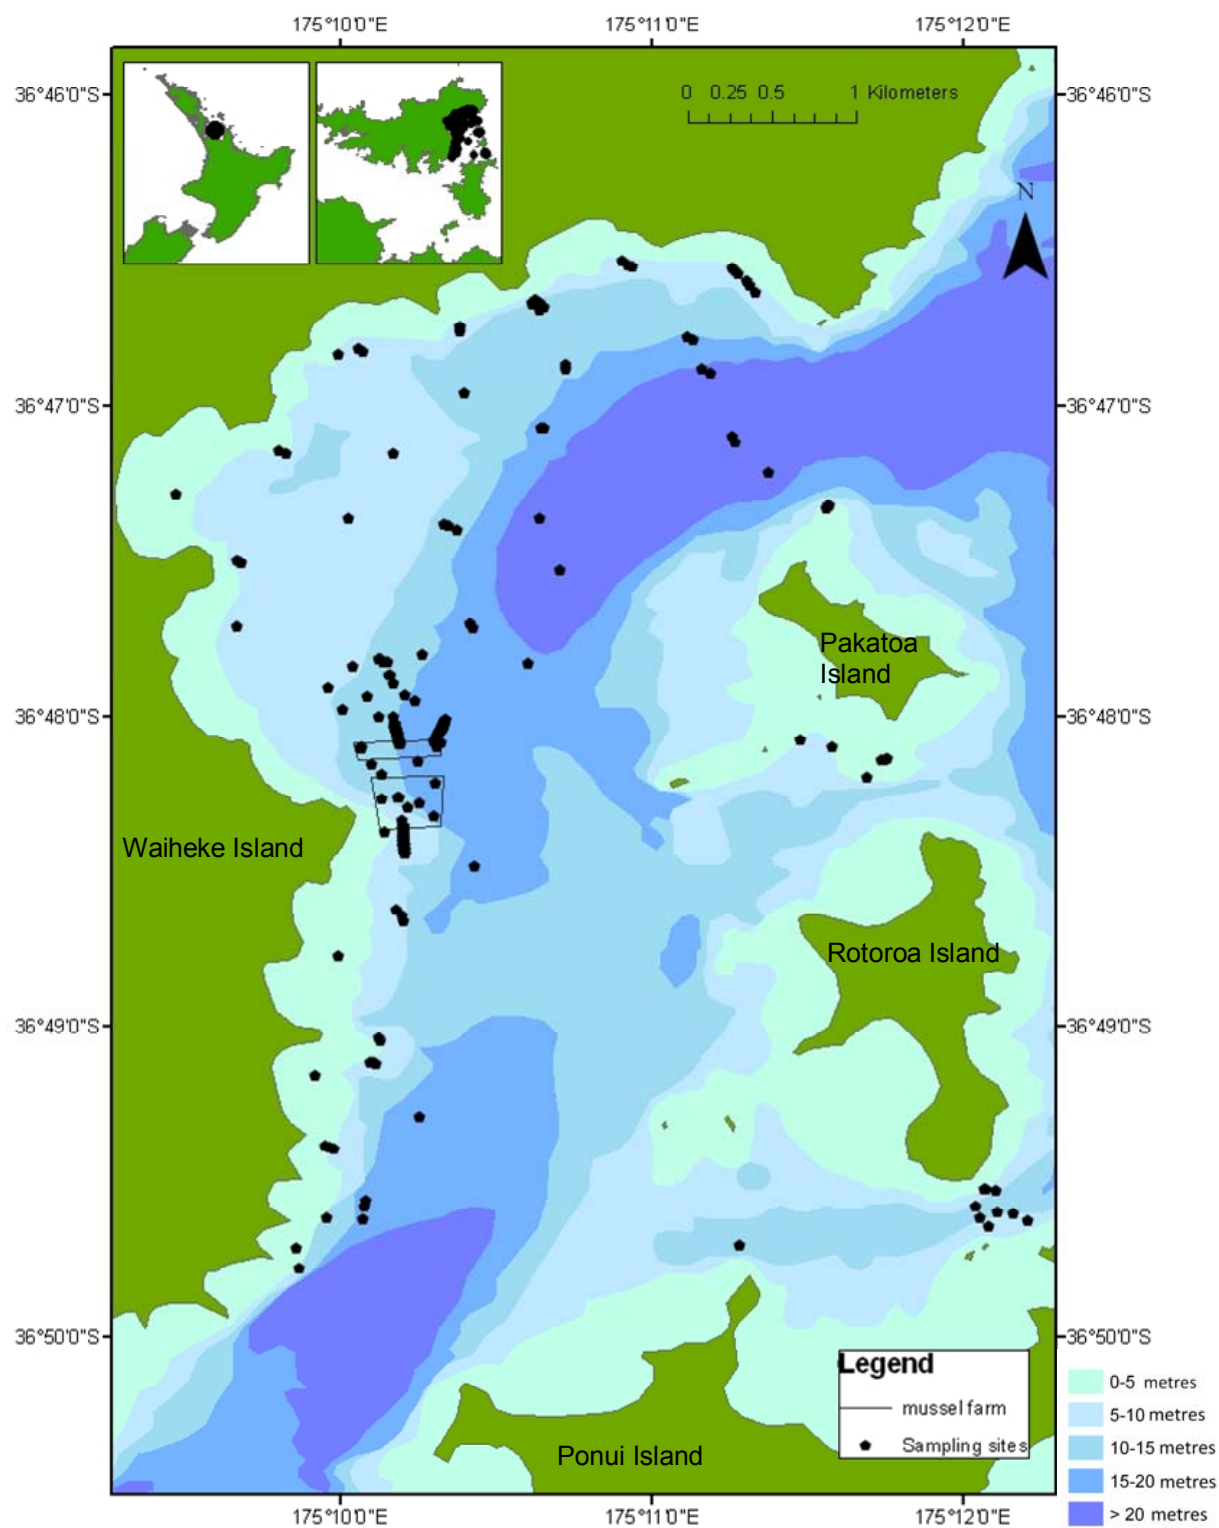 175°10'0"E 175°11'0"E 175°12'0"E
36°46'0"S 36°46'0"S
0 0.25 0.5 1 Kilometers
N
36°47'0"S 36°47'0"S
Pakatoa
Island
36°48'0"S 36°48'0"S
Waiheke Island
Rotoroa Island
36°49'0"S 36°49'0"S
36°50'0"S 36°50'0"S
Legend
mussel farm
Sampling sites
Ponui Island
0-5 metres
5-10 metres
10-15 metres
15-20 metres
> 20 metres
175°10'0"E 175°11'0"E 175°12'0"E